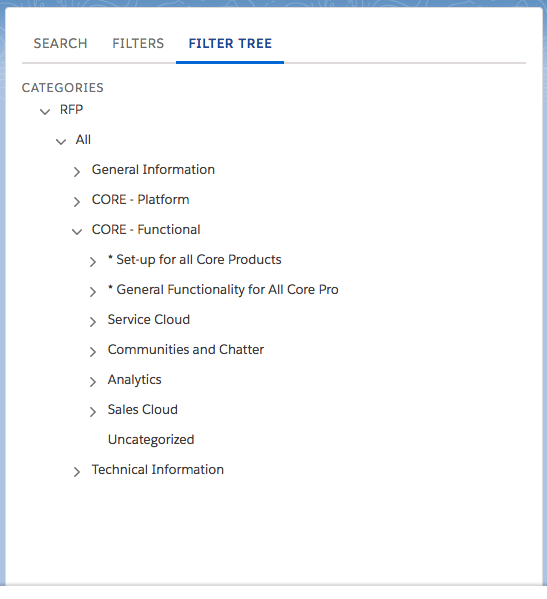 SEARCH FILTERS FILTER TREE
CATEGORIES
RFP
All
General Information
CORE - Platform
CORE - Functional
* Set-up for all Core Products
* General Functionality for All Core Pro
Service Cloud
Communities and Chatter
Analytics
Sales Cloud
Uncategorized
Technical Information